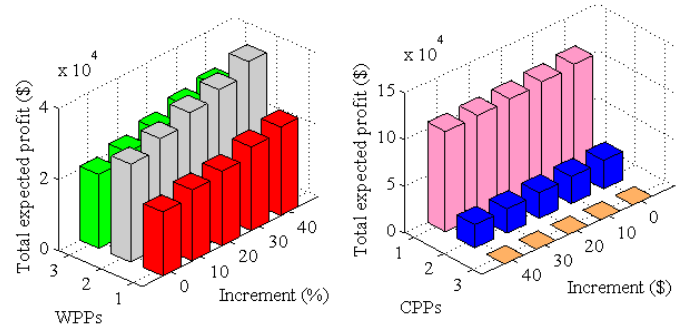 x 10^4
Total expected profit ($)
4
2
0
3
2
1
WPPs
0
10
20
30
40
Increment (%)
x 10^4
Total expected profit ($)
15
10
5
0
1
2
3
CPPs
40
30
20
10
0
Increment ($)